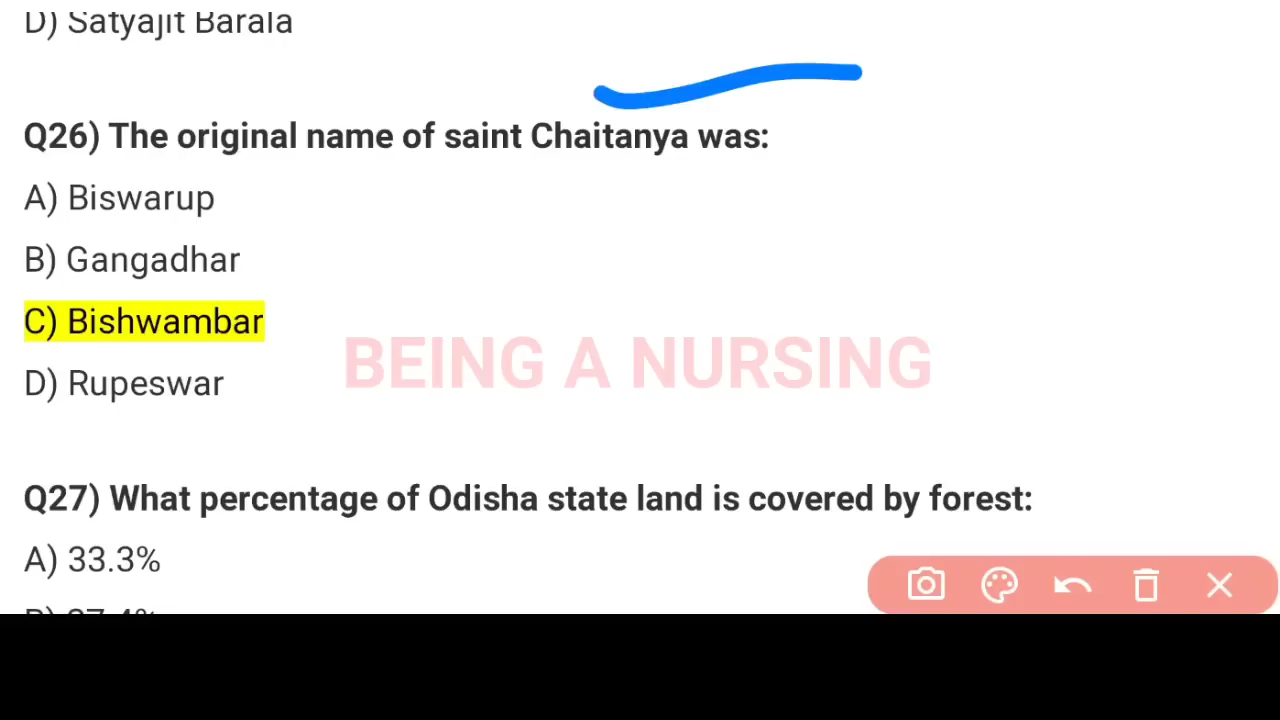 D) Satyajit Barala
Q26) The original name of saint Chaitanya was:
A) Biswarup
B) Gangadhar
C) Bishwambar
BEING A NURSING
D) Rupeswar
Q27) What percentage of Odisha state land is covered by forest:
A) 33.3%